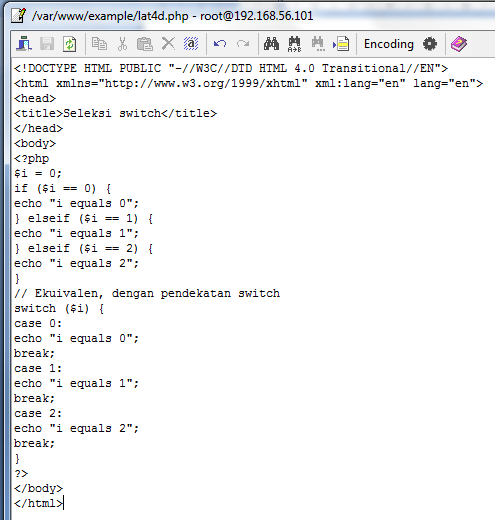 /var/www/example/lat4d.php - root@192.168.56.101
Encoding
<!DOCTYPE HTML PUBLIC "-//W3C//DTD HTML 4.0 Transitional//EN">
<html xmlns="http://www.w3.org/1999/xhtml" xml:lang="en" lang="en">
<head>
<title>Seleksi switch</title>
</head>
<body>
<?php
$i = 0;
if ($i == 0) {
echo "i equals 0";
} elseif ($i == 1) {
echo "i equals 1";
} elseif ($i == 2) {
echo "i equals 2";
}
// Ekuivalen, dengan pendekatan switch
switch ($i) {
case 0:
echo "i equals 0";
break;
case 1:
echo "i equals 1";
break;
case 2:
echo "i equals 2";
break;
}
?>
</body>
</html>